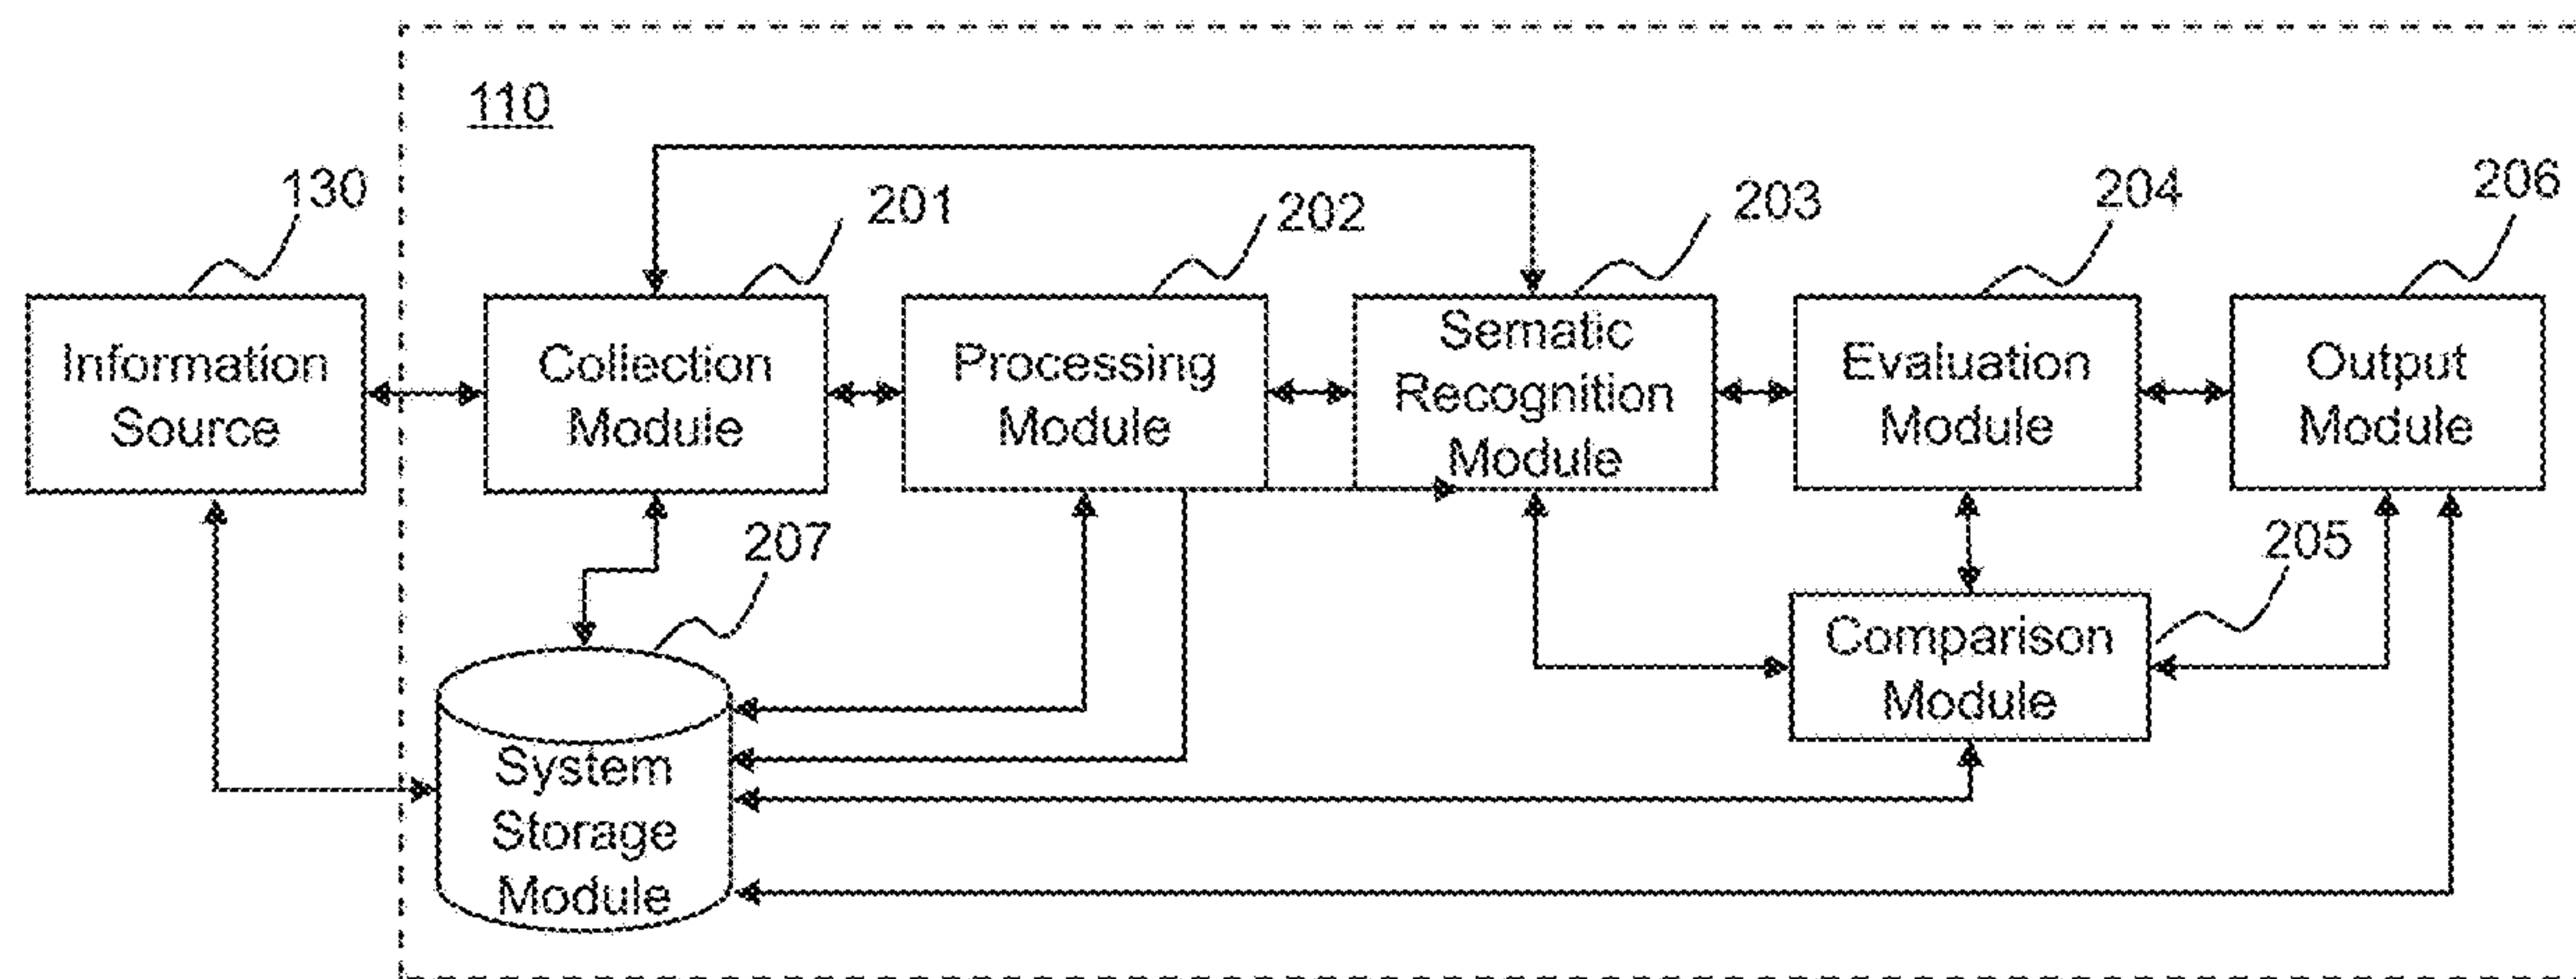 110
130
201
202
203
204
206
Information
Source
Collection
Module
Processing
Module
Sematic
Recognition
Module
Evaluation
Module
Output
Module
207
205
Comparison
Module
System
Storage
Module